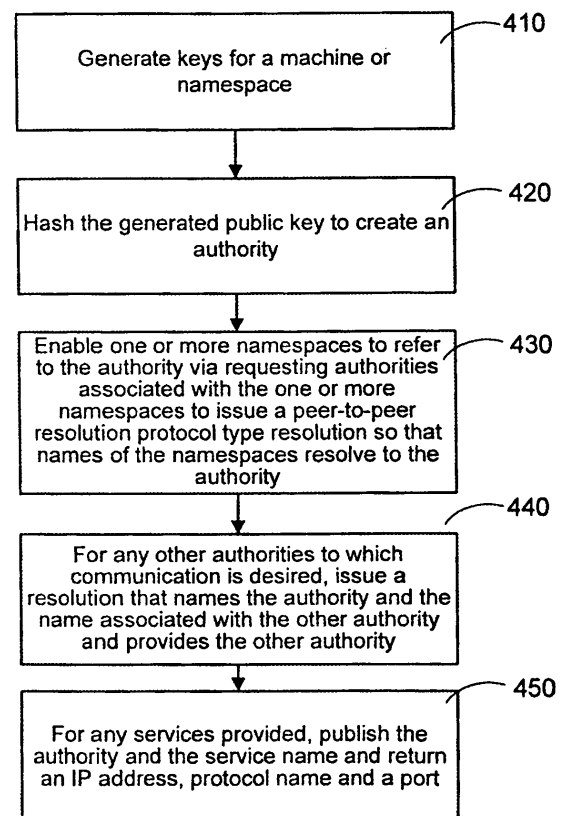 410
Generate keys for a machine or
namespace
420
Hash the generated public key to create an
authority
430
Enable one or more namespaces to refer
to the authority via requesting authorities
associated with the one or more
namespaces to issue a peer-to-peer
resolution protocol type resolution so that
names of the namespaces resolve to the
authority
440
For any other authorities to which
communication is desired, issue a
resolution that names the authority and the
name associated with the other authority
and provides the other authority
450
For any services provided, publish the
authority and the service name and return
an IP address, protocol name and a port